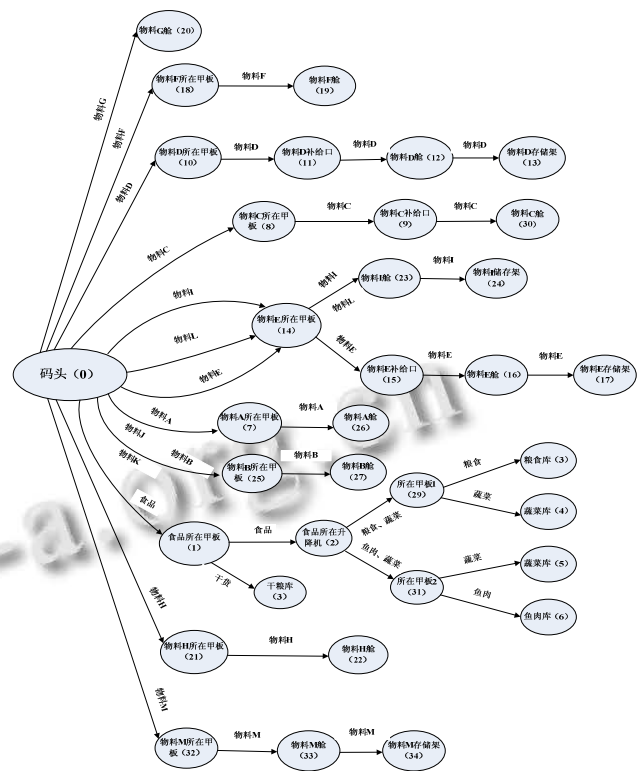 物料G舱（20）
物料G
物料F所在甲板
（18）
物料F
物料F
物料F舱
（19）
物料D所在甲板
（10）
物料D
物料D
物料D补给口
（11）
物料D
物料D舱（12）
物料D
物料D存储架
（13）
物料C所在甲
板（8）
物料C
物料C
物料C补给口
（9）
物料C
物料C舱
（30）
物料I
物料L
物料E
物料E所在甲板
（14）
物料I
物料L
物料I舱（23）
物料I
物料I储存架
（24）
物料E
物料E补给口
（15）
物料E
物料E舱（16）
物料E
物料E存储架
（17）
码头（0）
物料A
物料A所在甲板
（7）
物料A
物料A舱
（26）
物料J
物料K
物料B
物料B所在甲
板（25）
物料B
物料B舱
（27）
食品
食品所在甲板
（1）
食品
食品所在升
降机（2）
干货
干粮库
（3）
粮食、蔬菜
所在甲板1
（29）
粮食
粮食库（3）
蔬菜
蔬菜库（4）
鱼肉、蔬菜
所在甲板2
（31）
蔬菜
蔬菜库（5）
鱼肉
鱼肉库（6）
物料H
物料H所在甲板
（21）
物料H
物料H舱
（22）
物料M
物料M所在甲
板（32）
物料M
物料M舱
（33）
物料M
物料M存储架
（34）
-a.org.cn